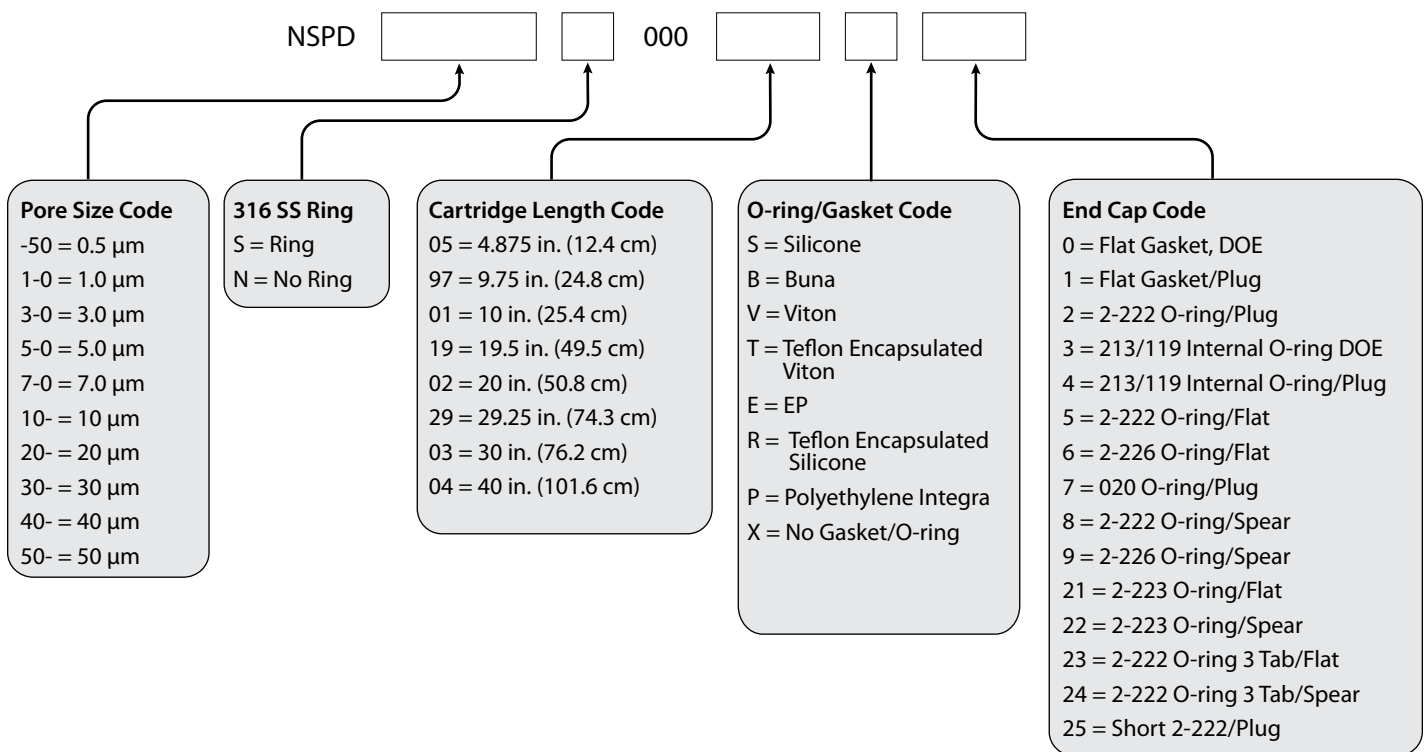 NSPD 000
Pore Size Code
-50 = 0.5 µm
1-0 = 1.0 µm
3-0 = 3.0 µm
5-0 = 5.0 µm
7-0 = 7.0 µm
10- = 10 µm
20- = 20 µm
30- = 30 µm
40- = 40 µm
50- = 50 µm
316 SS Ring
S = Ring
N = No Ring
Cartridge Length Code
05 = 4.875 in. (12.4 cm)
97 = 9.75 in. (24.8 cm)
01 = 10 in. (25.4 cm)
19 = 19.5 in. (49.5 cm)
02 = 20 in. (50.8 cm)
29 = 29.25 in. (74.3 cm)
03 = 30 in. (76.2 cm)
04 = 40 in. (101.6 cm)
O-ring/Gasket Code
S = Silicone
B = Buna
V = Viton
T = Teflon Encapsulated
Viton
E = EP
R = Teflon Encapsulated
Silicone
P = Polyethylene Integra
X = No Gasket/O-ring
End Cap Code
0 = Flat Gasket, DOE
1 = Flat Gasket/Plug
2 = 2-222 O-ring/Plug
3 = 213/119 Internal O-ring DOE
4 = 213/119 Internal O-ring/Plug
5 = 2-222 O-ring/Flat
6 = 2-226 O-ring/Flat
7 = 020 O-ring/Plug
8 = 2-222 O-ring/Spear
9 = 2-226 O-ring/Spear
21 = 2-223 O-ring/Flat
22 = 2-223 O-ring/Spear
23 = 2-222 O-ring 3 Tab/Flat
24 = 2-222 O-ring 3 Tab/Spear
25 = Short 2-222/Plug